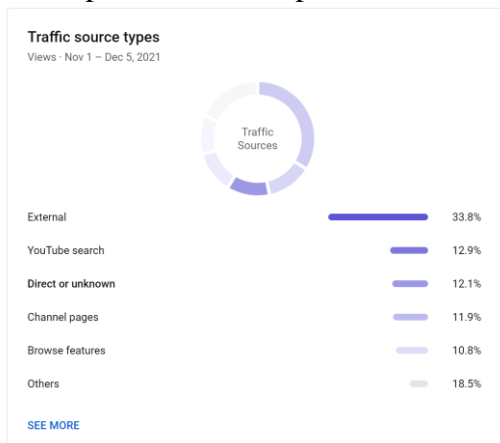 Traffic source types
Views · Nov 1 – Dec 5, 2021
Traffic
Sources
External 33.8%
YouTube search 12.9%
Direct or unknown 12.1%
Channel pages 11.9%
Browse features 10.8%
Others 18.5%
SEE MORE